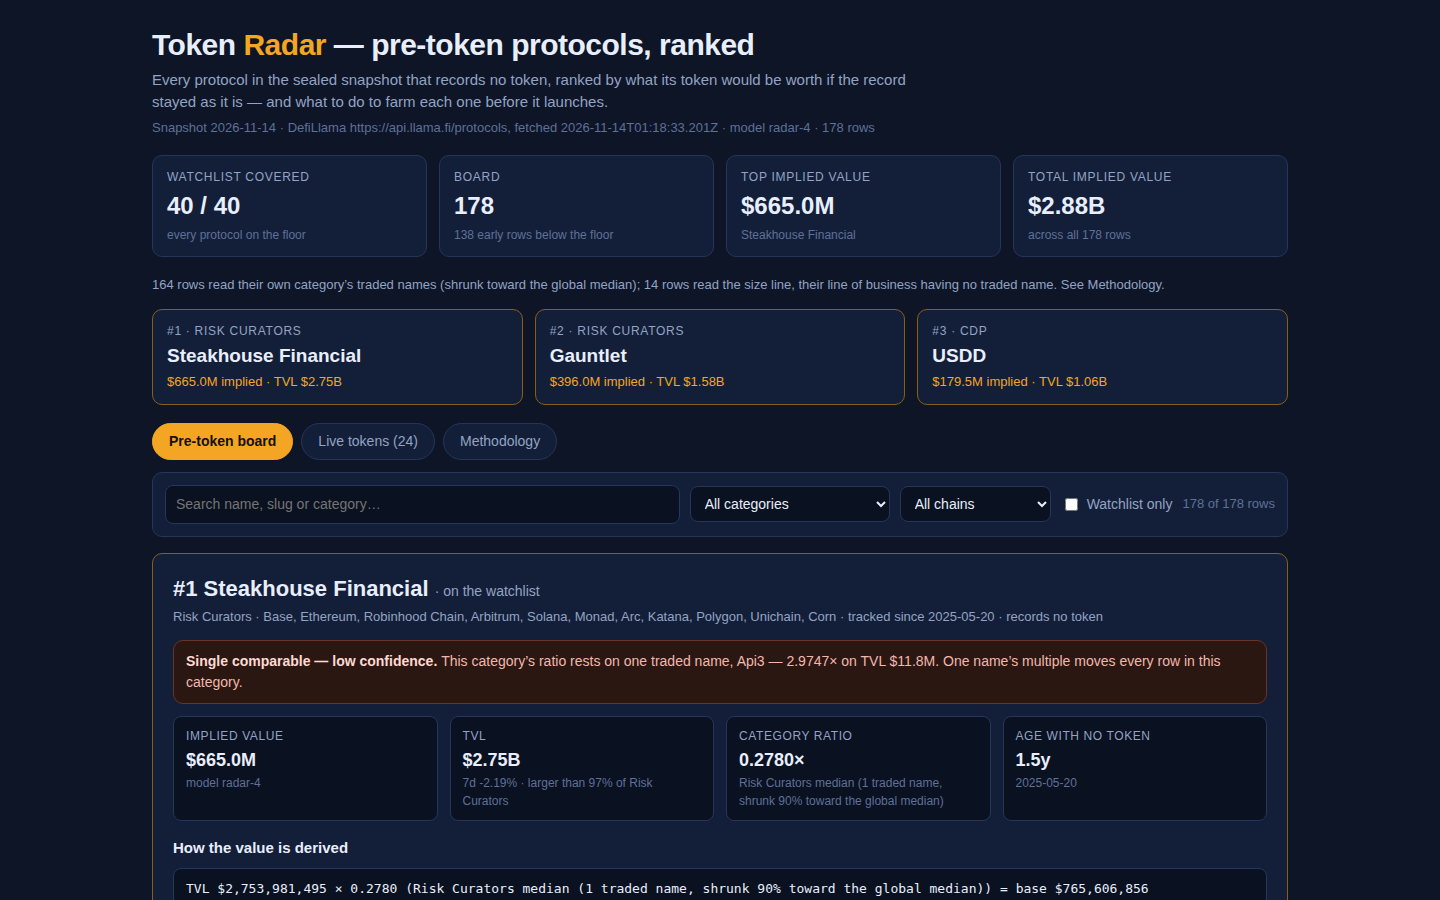 Token Radar — pre-token protocols, ranked
Every protocol in the sealed snapshot that records no token, ranked by what its token would be worth if the record
stayed as it is — and what to do to farm each one before it launches.
Snapshot 2026-11-14 · DefiLlama https://api.llama.fi/protocols, fetched 2026-11-14T01:18:33.201Z · model radar-4 · 178 rows
WATCHLIST COVERED
40 / 40
every protocol on the floor
BOARD
178
138 early rows below the floor
TOP IMPLIED VALUE
$665.0M
Steakhouse Financial
TOTAL IMPLIED VALUE
$2.88B
across all 178 rows
164 rows read their own category's traded names (shrunk toward the global median); 14 rows read the size line, their line of business having no traded name. See Methodology.
#1 · RISK CURATORS
Steakhouse Financial
$665.0M implied · TVL $2.75B
#2 · RISK CURATORS
Gauntlet
$396.0M implied · TVL $1.58B
#3 · CDP
USDD
$179.5M implied · TVL $1.06B
Pre-token board
Live tokens (24)
Methodology
Search name, slug or category…
All categories
All chains
Watchlist only
178 of 178 rows
#1 Steakhouse Financial · on the watchlist
Risk Curators · Base, Ethereum, Robinhood Chain, Arbitrum, Solana, Monad, Arc, Katana, Polygon, Unichain, Corn · tracked since 2025-05-20 · records no token
Single comparable — low confidence. This category's ratio rests on one traded name, Api3 — 2.9747× on TVL $11.8M. One name's multiple moves every row in this
category.
IMPLIED VALUE
$665.0M
model radar-4
TVL
$2.75B
7d -2.19% · larger than 97% of Risk
Curators
CATEGORY RATIO
0.2780×
Risk Curators median (1 traded name,
shrunk 90% toward the global median)
AGE WITH NO TOKEN
1.5y
2025-05-20
How the value is derived
TVL $2,753,981,495 × 0.2780 (Risk Curators median (1 traded name, shrunk 90% toward the global median)) = base $765,606,856